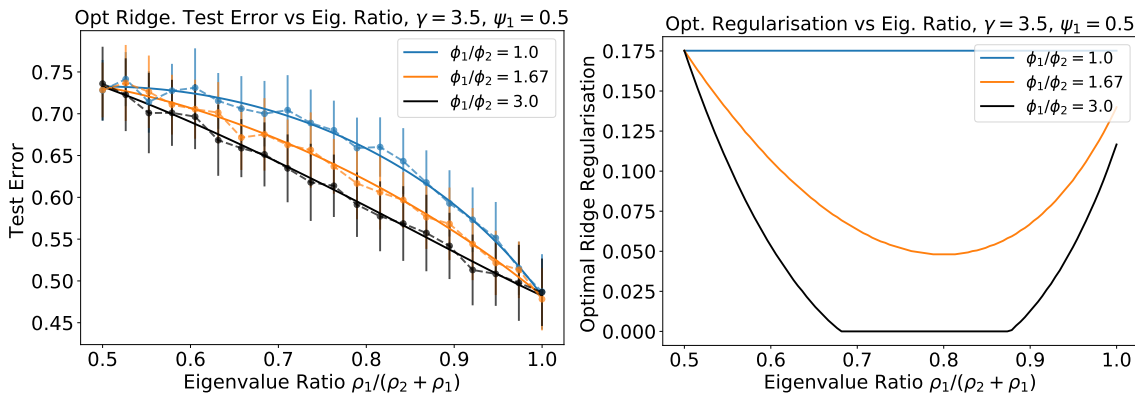 Opt Ridge. Test Error vs Eig. Ratio, γ = 3.5, ψ₁ = 0.5
Test Error
0.75
0.70
0.65
0.60
0.55
0.50
0.45
ϕ₁/ϕ₂ = 1.0
ϕ₁/ϕ₂ = 1.67
ϕ₁/ϕ₂ = 3.0
0.5 0.6 0.7 0.8 0.9 1.0
Eigenvalue Ratio ρ₁/(ρ₂ + ρ₁)
Opt. Regularisation vs Eig. Ratio, γ = 3.5, ψ₁ = 0.5
Optimal Ridge Regularisation
0.175
0.150
0.125
0.100
0.075
0.050
0.025
0.000
ϕ₁/ϕ₂ = 1.0
ϕ₁/ϕ₂ = 1.67
ϕ₁/ϕ₂ = 3.0
0.5 0.6 0.7 0.8 0.9 1.0
Eigenvalue Ratio ρ₁/(ρ₂ + ρ₁)